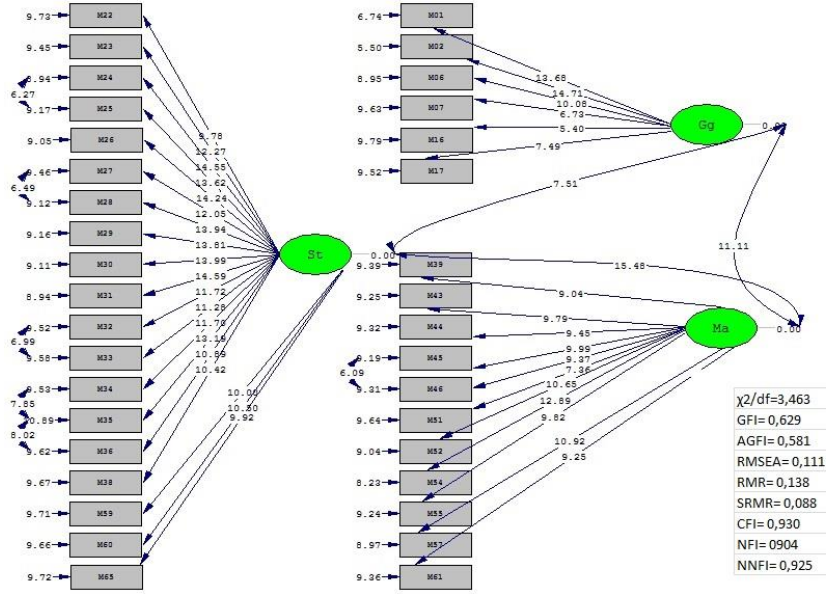 9.73 M22
9.45 M23
8.94 M24
6.27
9.17 M25
9.05 M26
9.46 M27
6.49
9.12 M28
9.16 M29
9.11 M30
8.94 M31
9.52 M32
6.99
9.58 M33
9.53 M34
7.85
M35
8.02
9.62 M36
9.67 M38
9.71 M59
9.66 M60
9.72 M65
9.78
12.27
14.55
13.62
14.24
12.05
13.94
13.81
13.99
14.59
11.72
11.28
11.70
13.19
10.89
10.42
10.00
10.50
9.92
St
0.00
6.74 M01
5.50 M02
8.95 M06
9.63 M07
9.79 M16
9.52 M17
13.68
14.71
10.08
6.73
5.40
7.49
Gg
7.51
11.11
15.48
9.39 M39
9.25 M43
9.32 M44
9.19 M45
6.09
9.31 M46
9.64 M51
9.04 M52
8.23 M54
9.24 M55
8.97 M57
9.36 M61
9.04
9.79
9.45
9.99
9.37
7.36
10.65
12.89
9.82
10.92
9.25
Ma
0.00
χ2/df=3,463
GFI= 0,629
AGFI= 0,581
RMSEA= 0,111
RMR= 0,138
SRMR= 0,088
CFI= 0,930
NFI= 0904
NNFI= 0,925